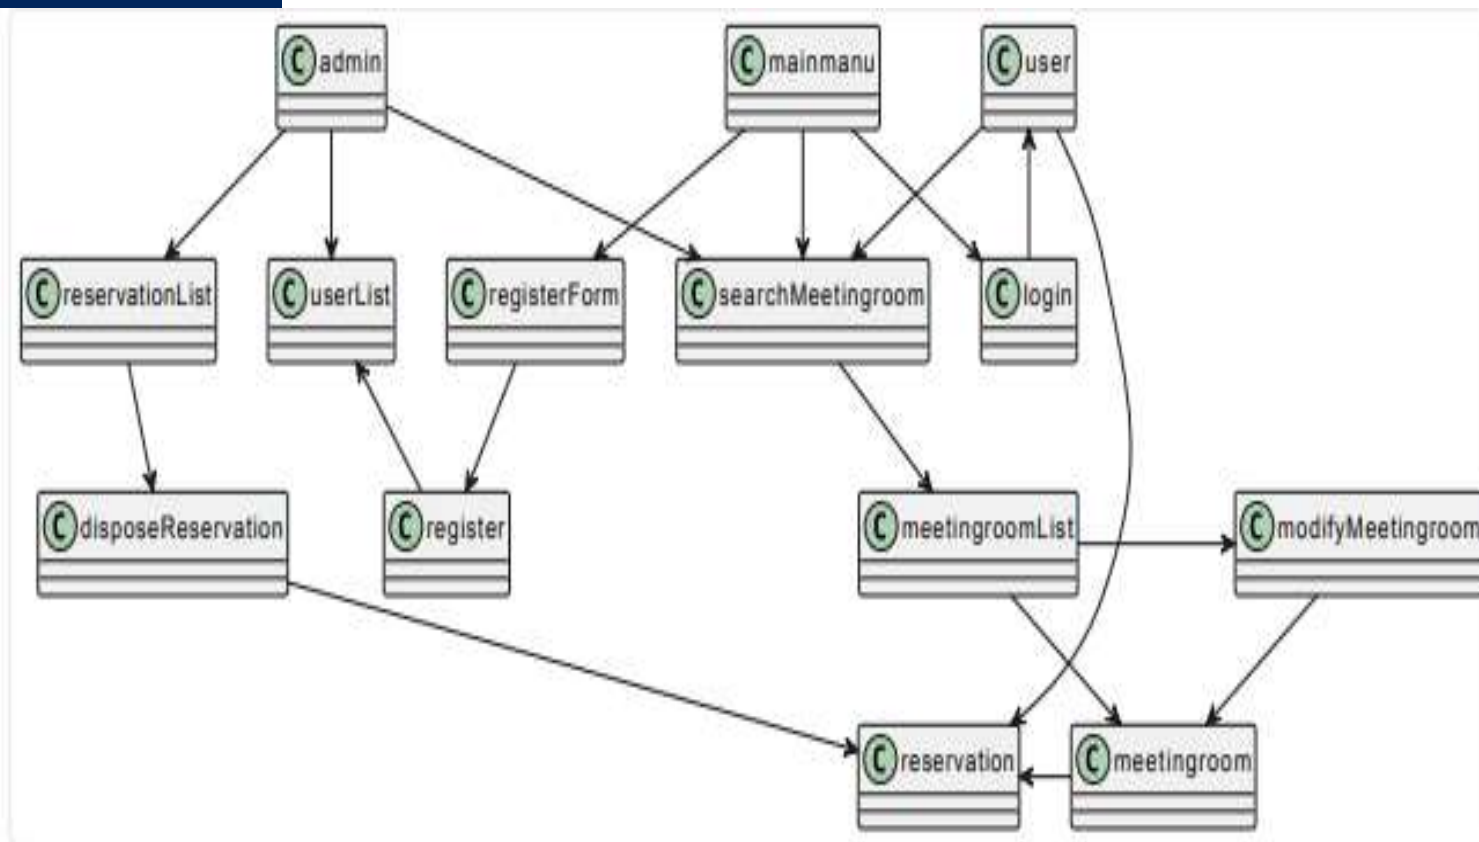 C admin
C mainmanu
C user
C reservationList
C userList
C registerForm
C searchMeetingroom
C login
C disposeReservation
C register
C meetingroomList
C modifyMeetingroom
C reservation
C meetingroom